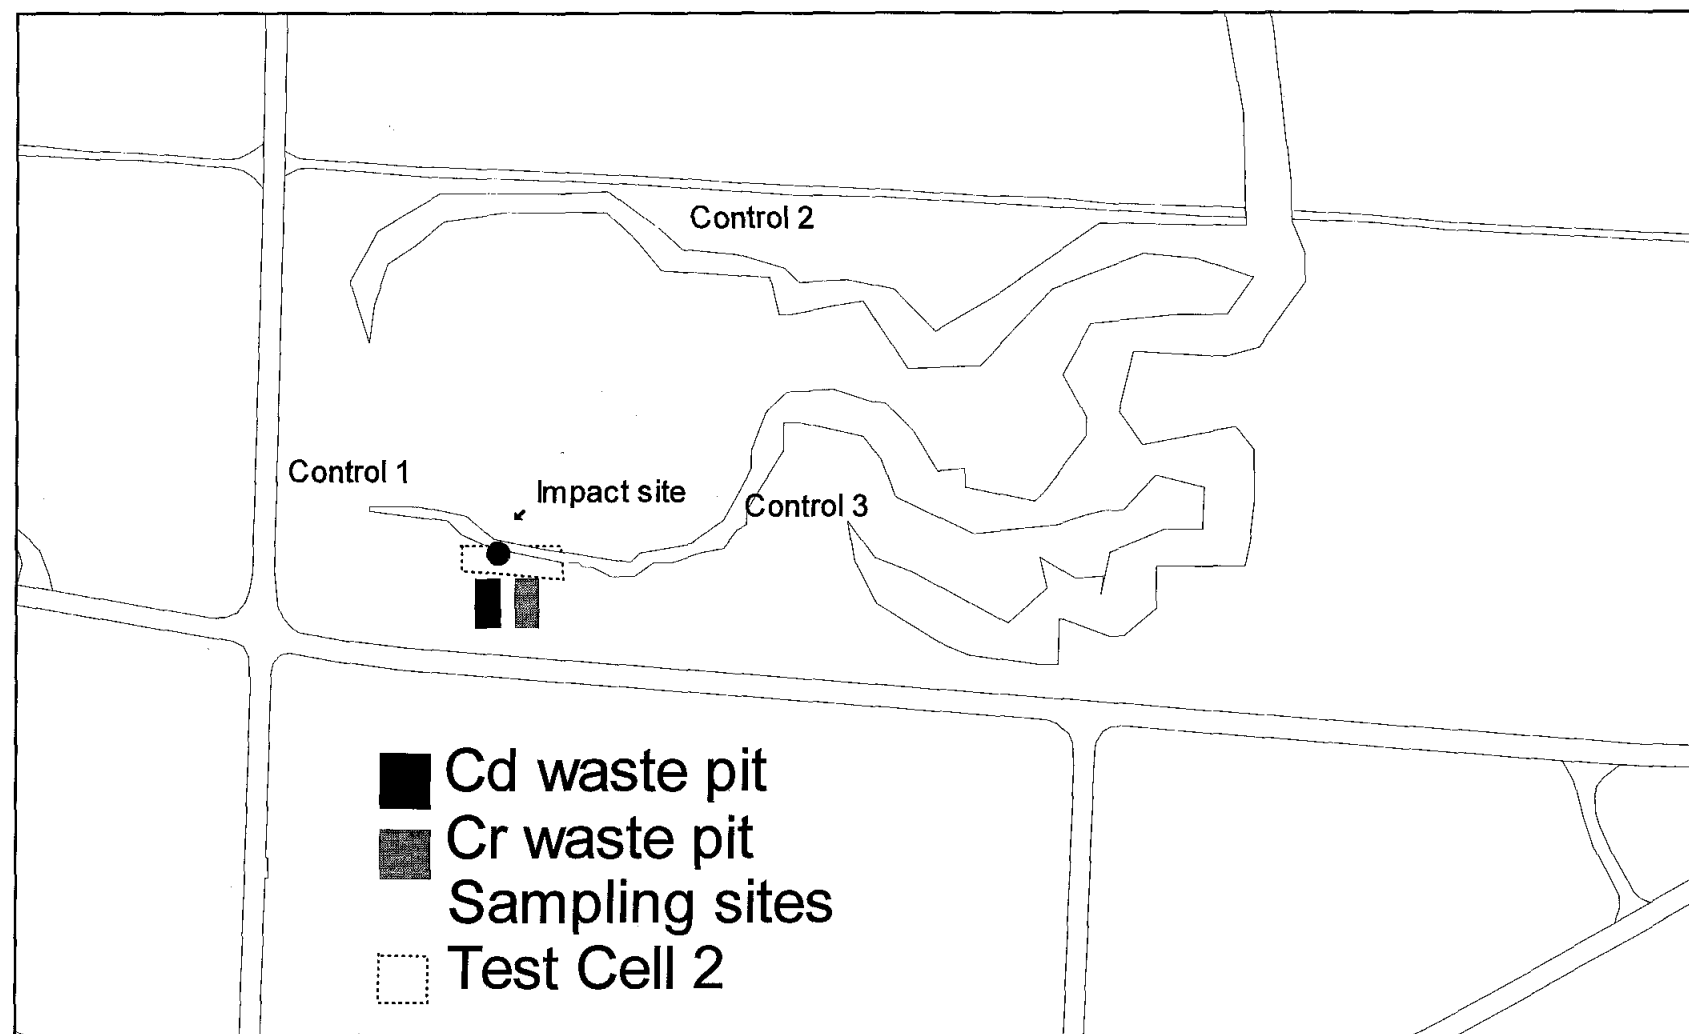 Control 2
Control 1
Impact site
Control 3
Cd waste pit
Cr waste pit
Sampling sites
Test Cell 2